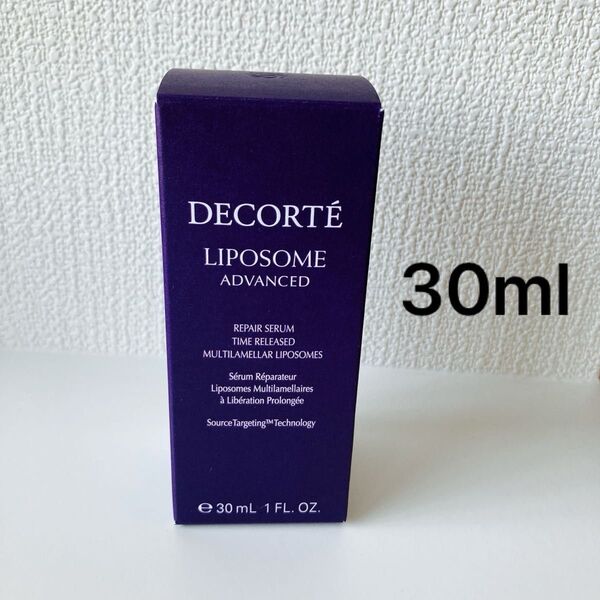 DECORTÉ
LIPOSOME
ADVANCED
REPAIR SERUM
TIME RELEASED
MULTILAMELLAR LIPOSOMES
Sérum Réparateur
Liposomes Multilamellaires
à Libération Prolongée
SourceTargeting™Technology
℮30 mL 1 FL. OZ.
30ml